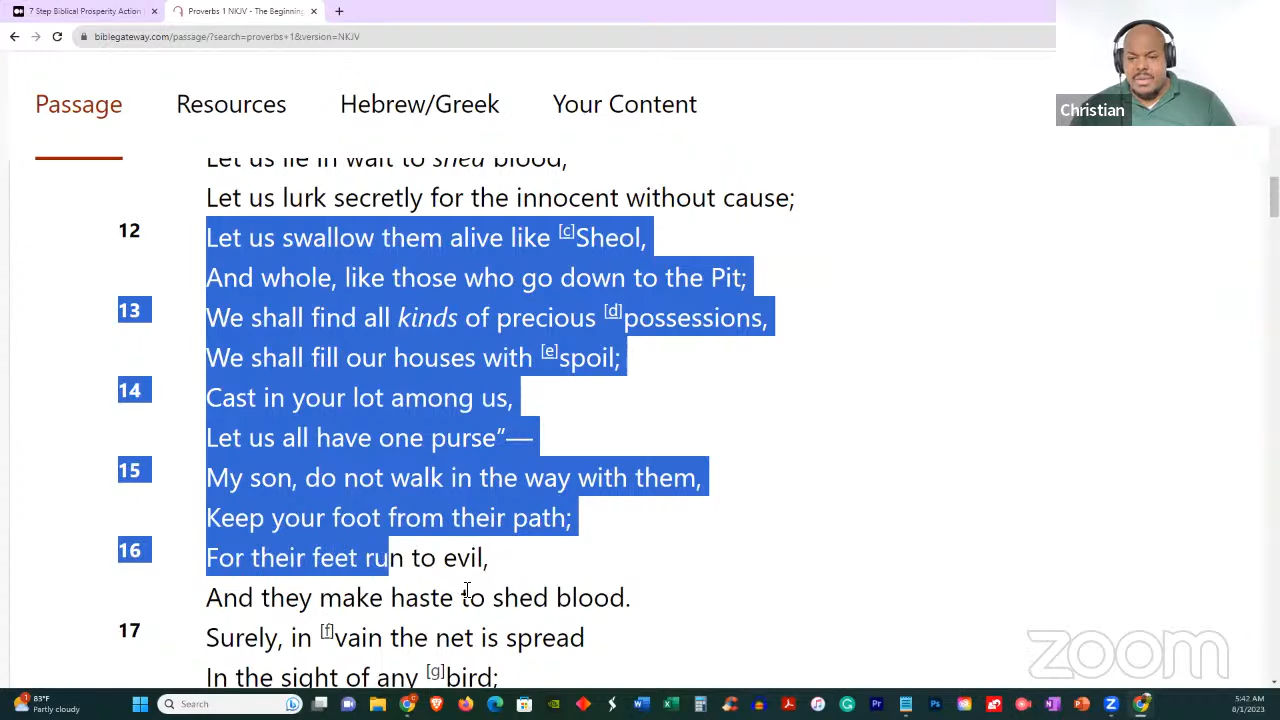 7 Step Biblical Prosperity Action
Proverbs 1 NKJV - The Beginning
biblegateway.com/passage/?search=proverbs+1&version=NKJV
Passage Resources Hebrew/Greek Your Content
Christian
Let us lie in wait to shed blood,
Let us lurk secretly for the innocent without cause;
12 Let us swallow them alive like [c]Sheol,
And whole, like those who go down to the Pit;
13 We shall find all kinds of precious [d]possessions,
We shall fill our houses with [e]spoil;
14 Cast in your lot among us,
Let us all have one purse”—
15 My son, do not walk in the way with them,
Keep your foot from their path;
16 For their feet run to evil,
And they make haste to shed blood.
17 Surely, in [f]vain the net is spread
In the sight of any [g]bird;
zoom
1 83°F
Partly cloudy
Search
5:42 AM
8/1/2023